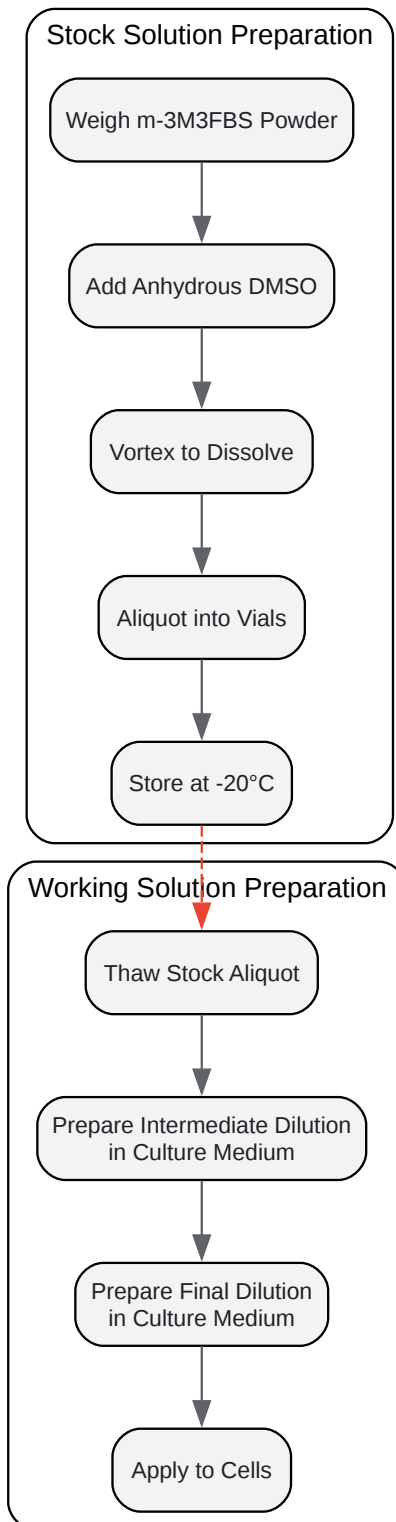 Stock Solution Preparation
Weigh m-3M3FBS Powder
Add Anhydrous DMSO
Vortex to Dissolve
Aliquot into Vials
Store at -20°C
Working Solution Preparation
Thaw Stock Aliquot
Prepare Intermediate Dilution
in Culture Medium
Prepare Final Dilution
in Culture Medium
Apply to Cells